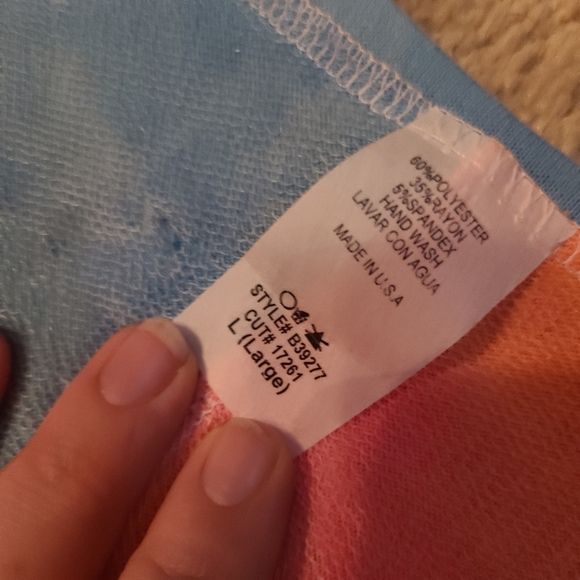 60%POLYESTER
35%RAYON
5%SPANDEX
HAND WASH
LAVAR CON AGUA
MADE IN U.S.A
STYLE# B39277
CUT# 17261
L (Large)